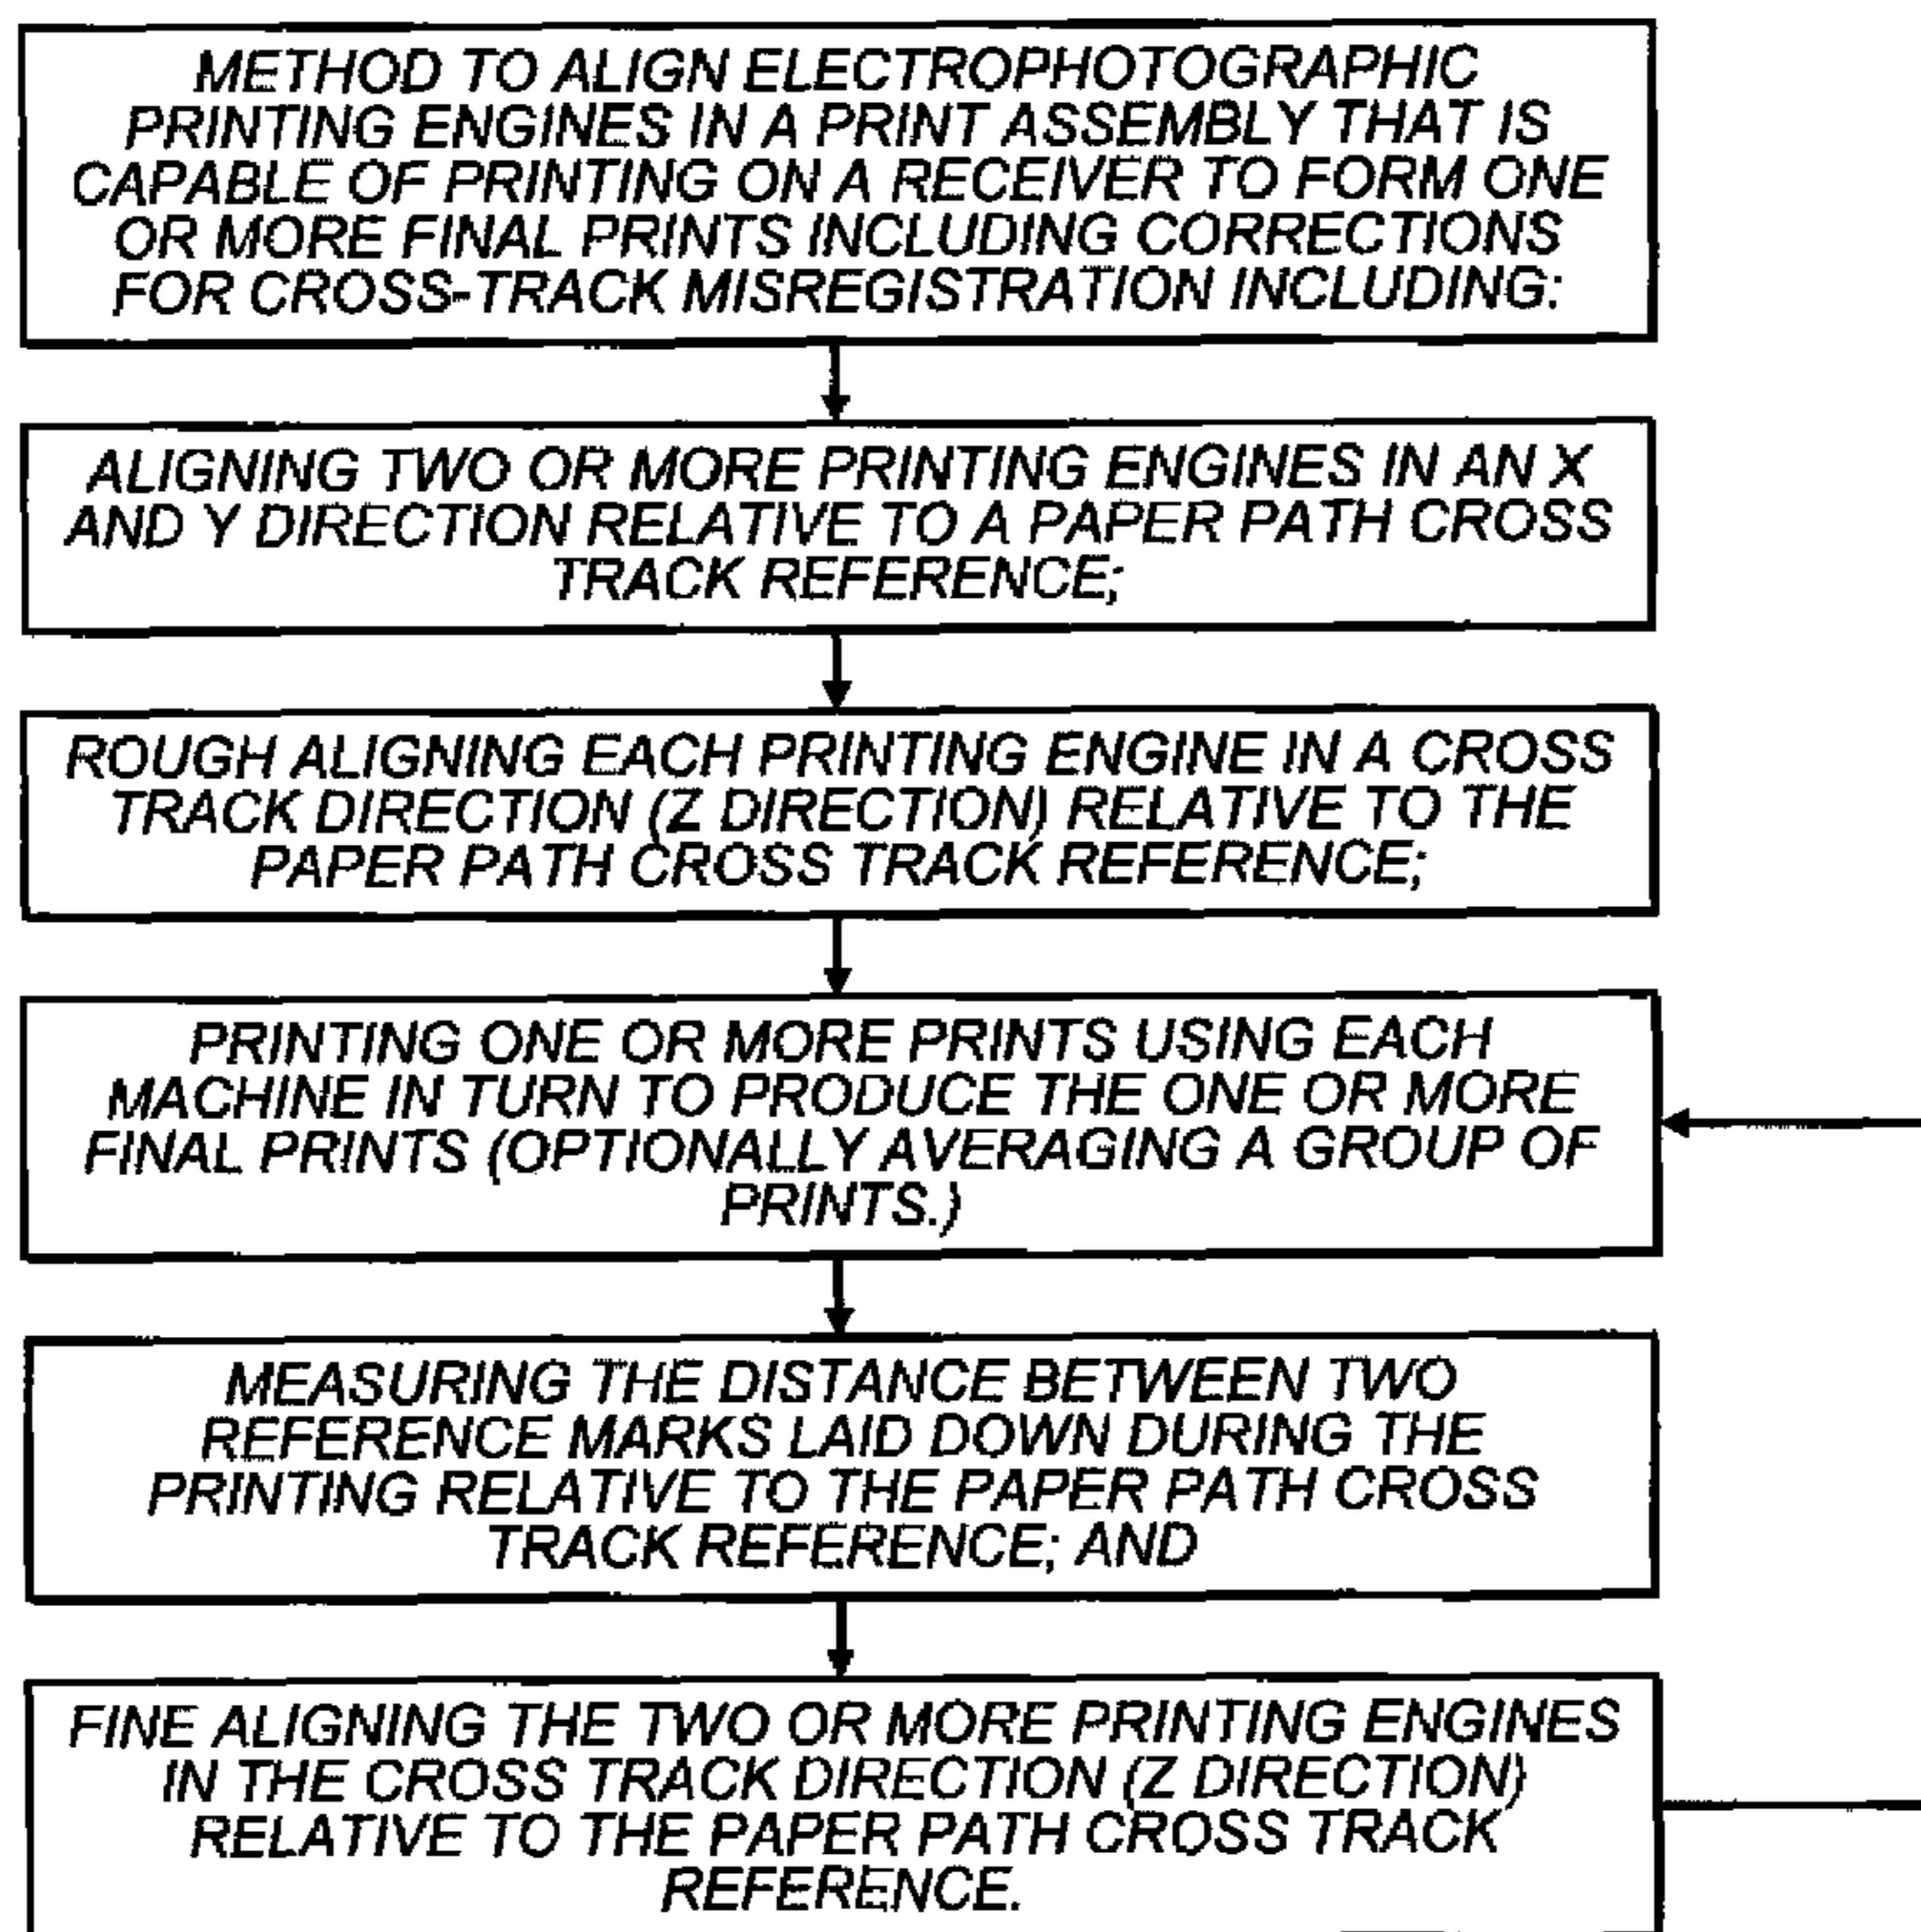 METHOD TO ALIGN ELECTROPHOTOGRAPHIC
PRINTING ENGINES IN A PRINT ASSEMBLY THAT IS
CAPABLE OF PRINTING ON A RECEIVER TO FORM ONE
OR MORE FINAL PRINTS INCLUDING CORRECTIONS
FOR CROSS-TRACK MISREGISTRATION INCLUDING:
ALIGNING TWO OR MORE PRINTING ENGINES IN AN X
AND Y DIRECTION RELATIVE TO A PAPER PATH CROSS
TRACK REFERENCE;
ROUGH ALIGNING EACH PRINTING ENGINE IN A CROSS
TRACK DIRECTION (Z DIRECTION) RELATIVE TO THE
PAPER PATH CROSS TRACK REFERENCE;
PRINTING ONE OR MORE PRINTS USING EACH
MACHINE IN TURN TO PRODUCE THE ONE OR MORE
FINAL PRINTS (OPTIONALLY AVERAGING A GROUP OF
PRINTS.)
MEASURING THE DISTANCE BETWEEN TWO
REFERENCE MARKS LAID DOWN DURING THE
PRINTING RELATIVE TO THE PAPER PATH CROSS
TRACK REFERENCE; AND
FINE ALIGNING THE TWO OR MORE PRINTING ENGINES
IN THE CROSS TRACK DIRECTION (Z DIRECTION)
RELATIVE TO THE PAPER PATH CROSS TRACK
REFERENCE.